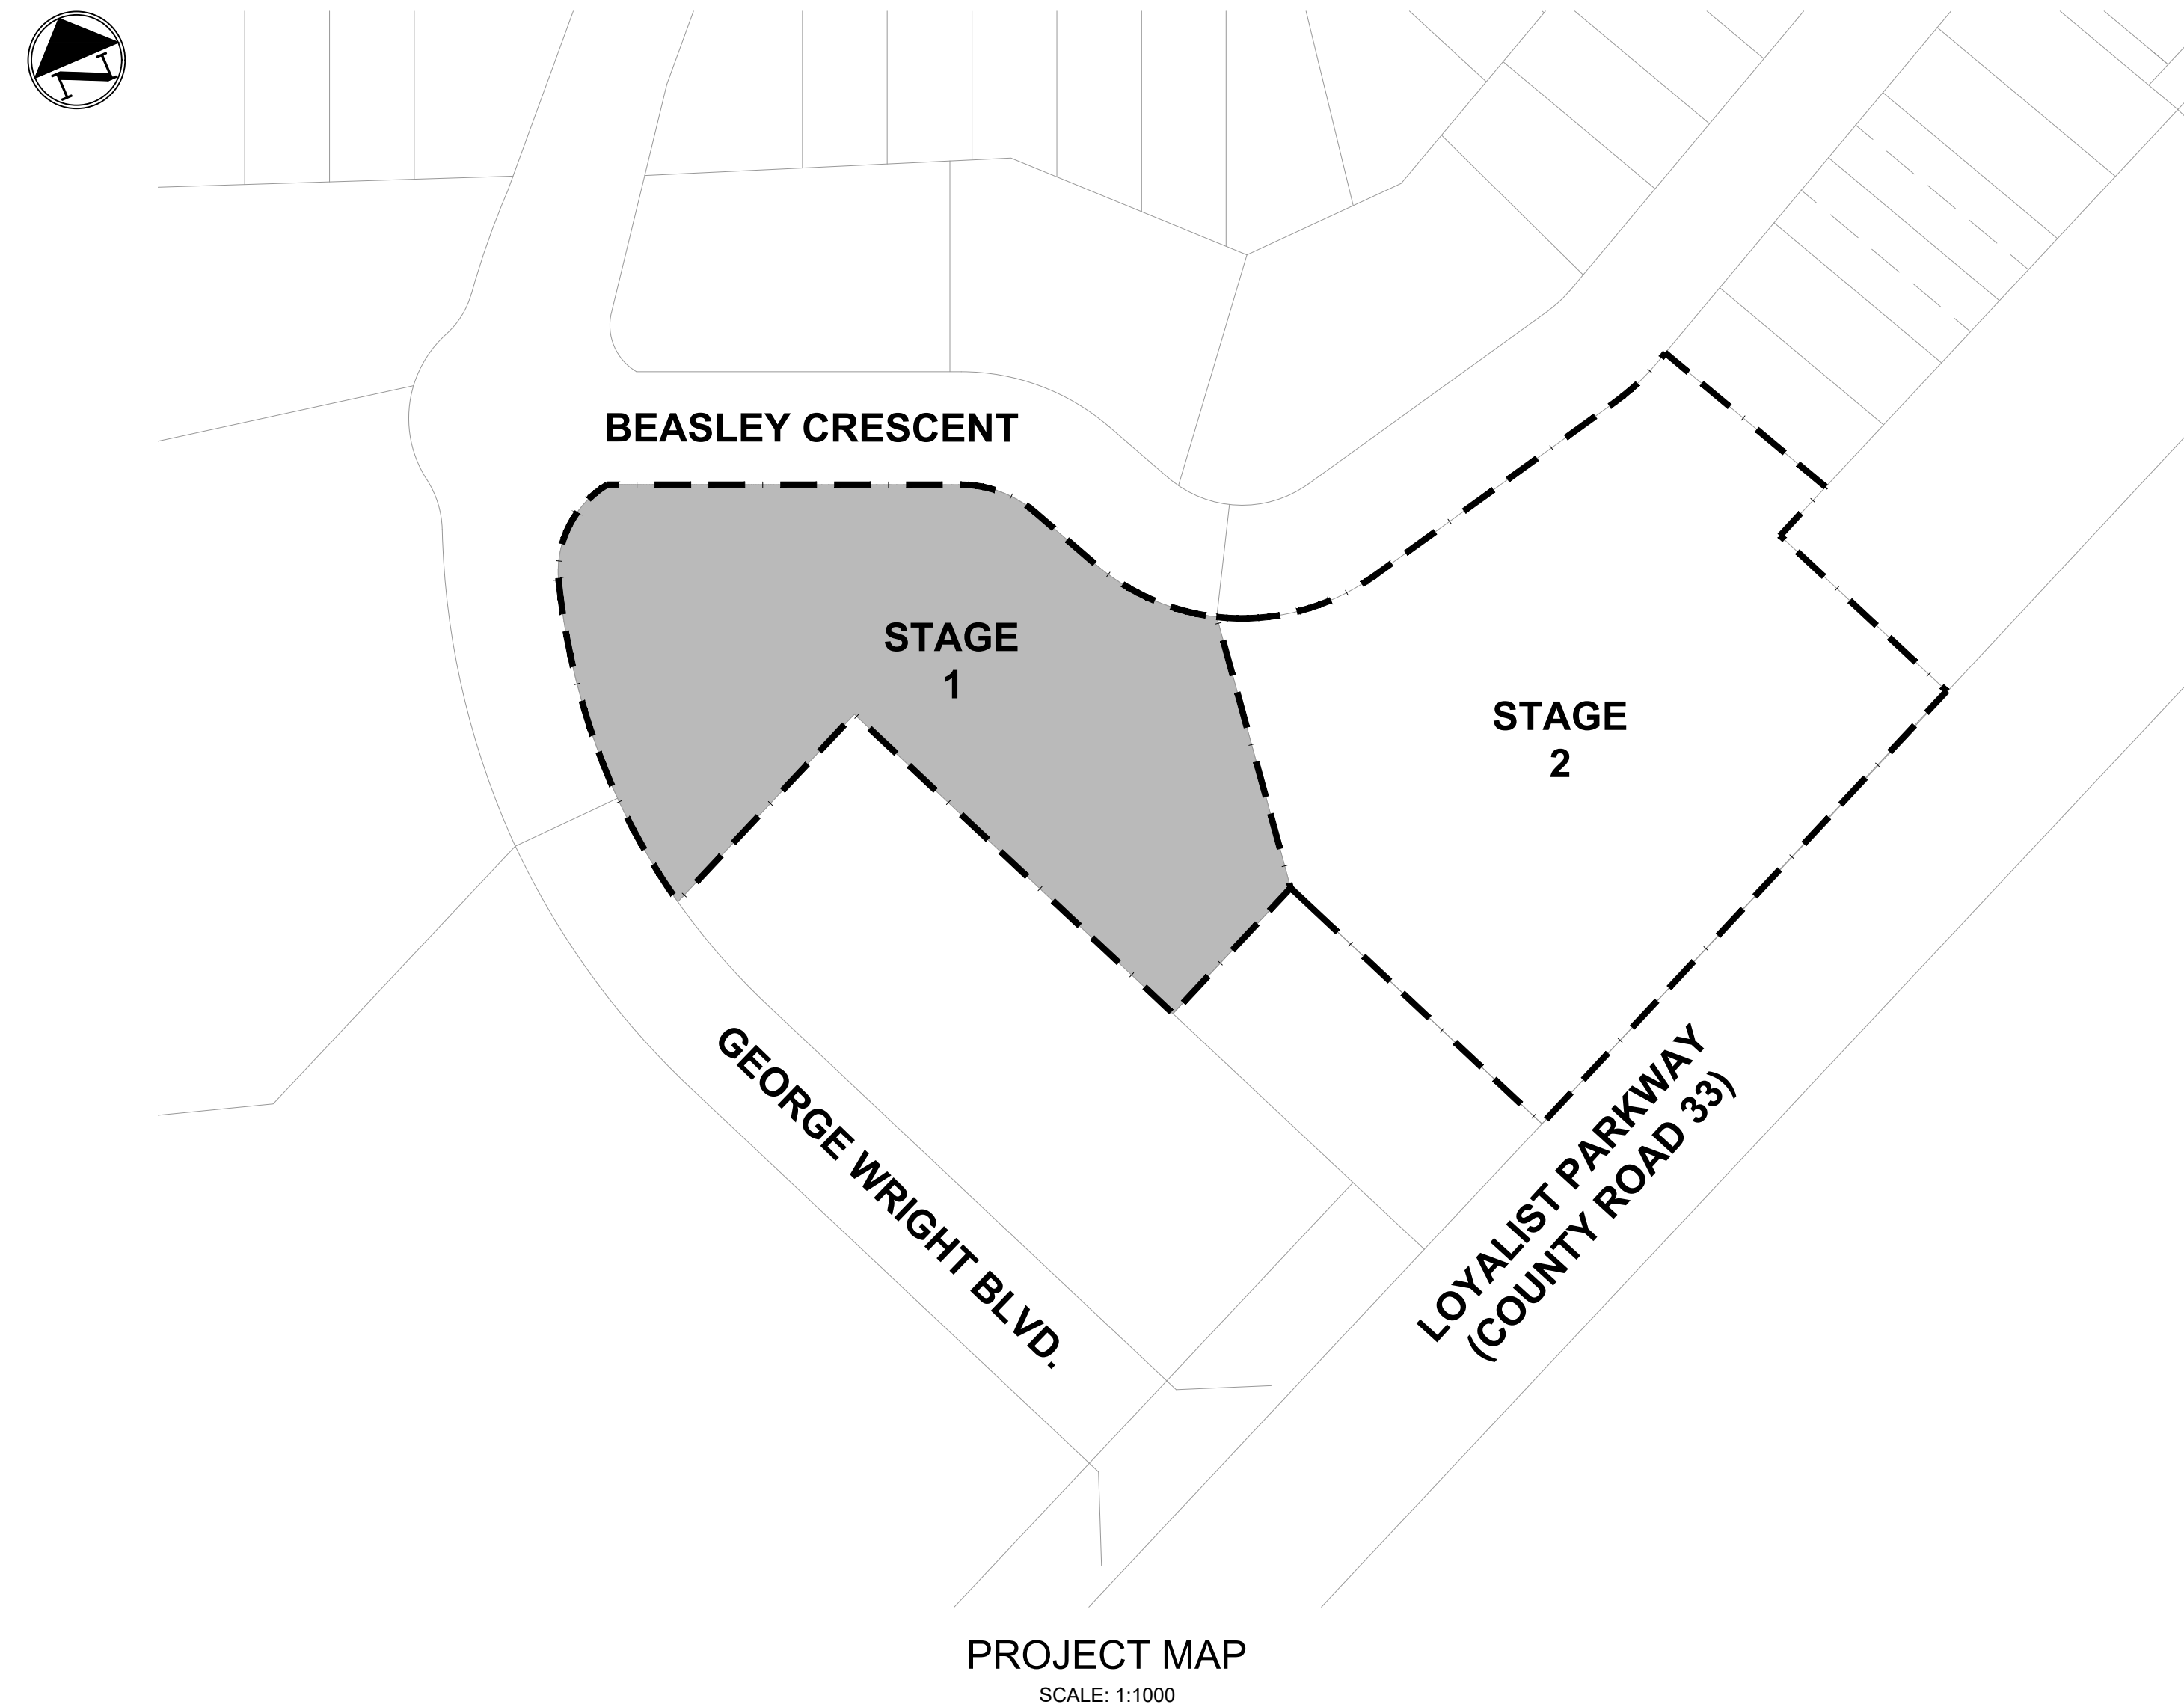 N
BEASLEY CRESCENT
STAGE
1
STAGE
2
GEORGE WRIGHT BLVD.
LOYALIST PARKWAY
(COUNTY ROAD 33)
PROJECT MAP
SCALE: 1:1000